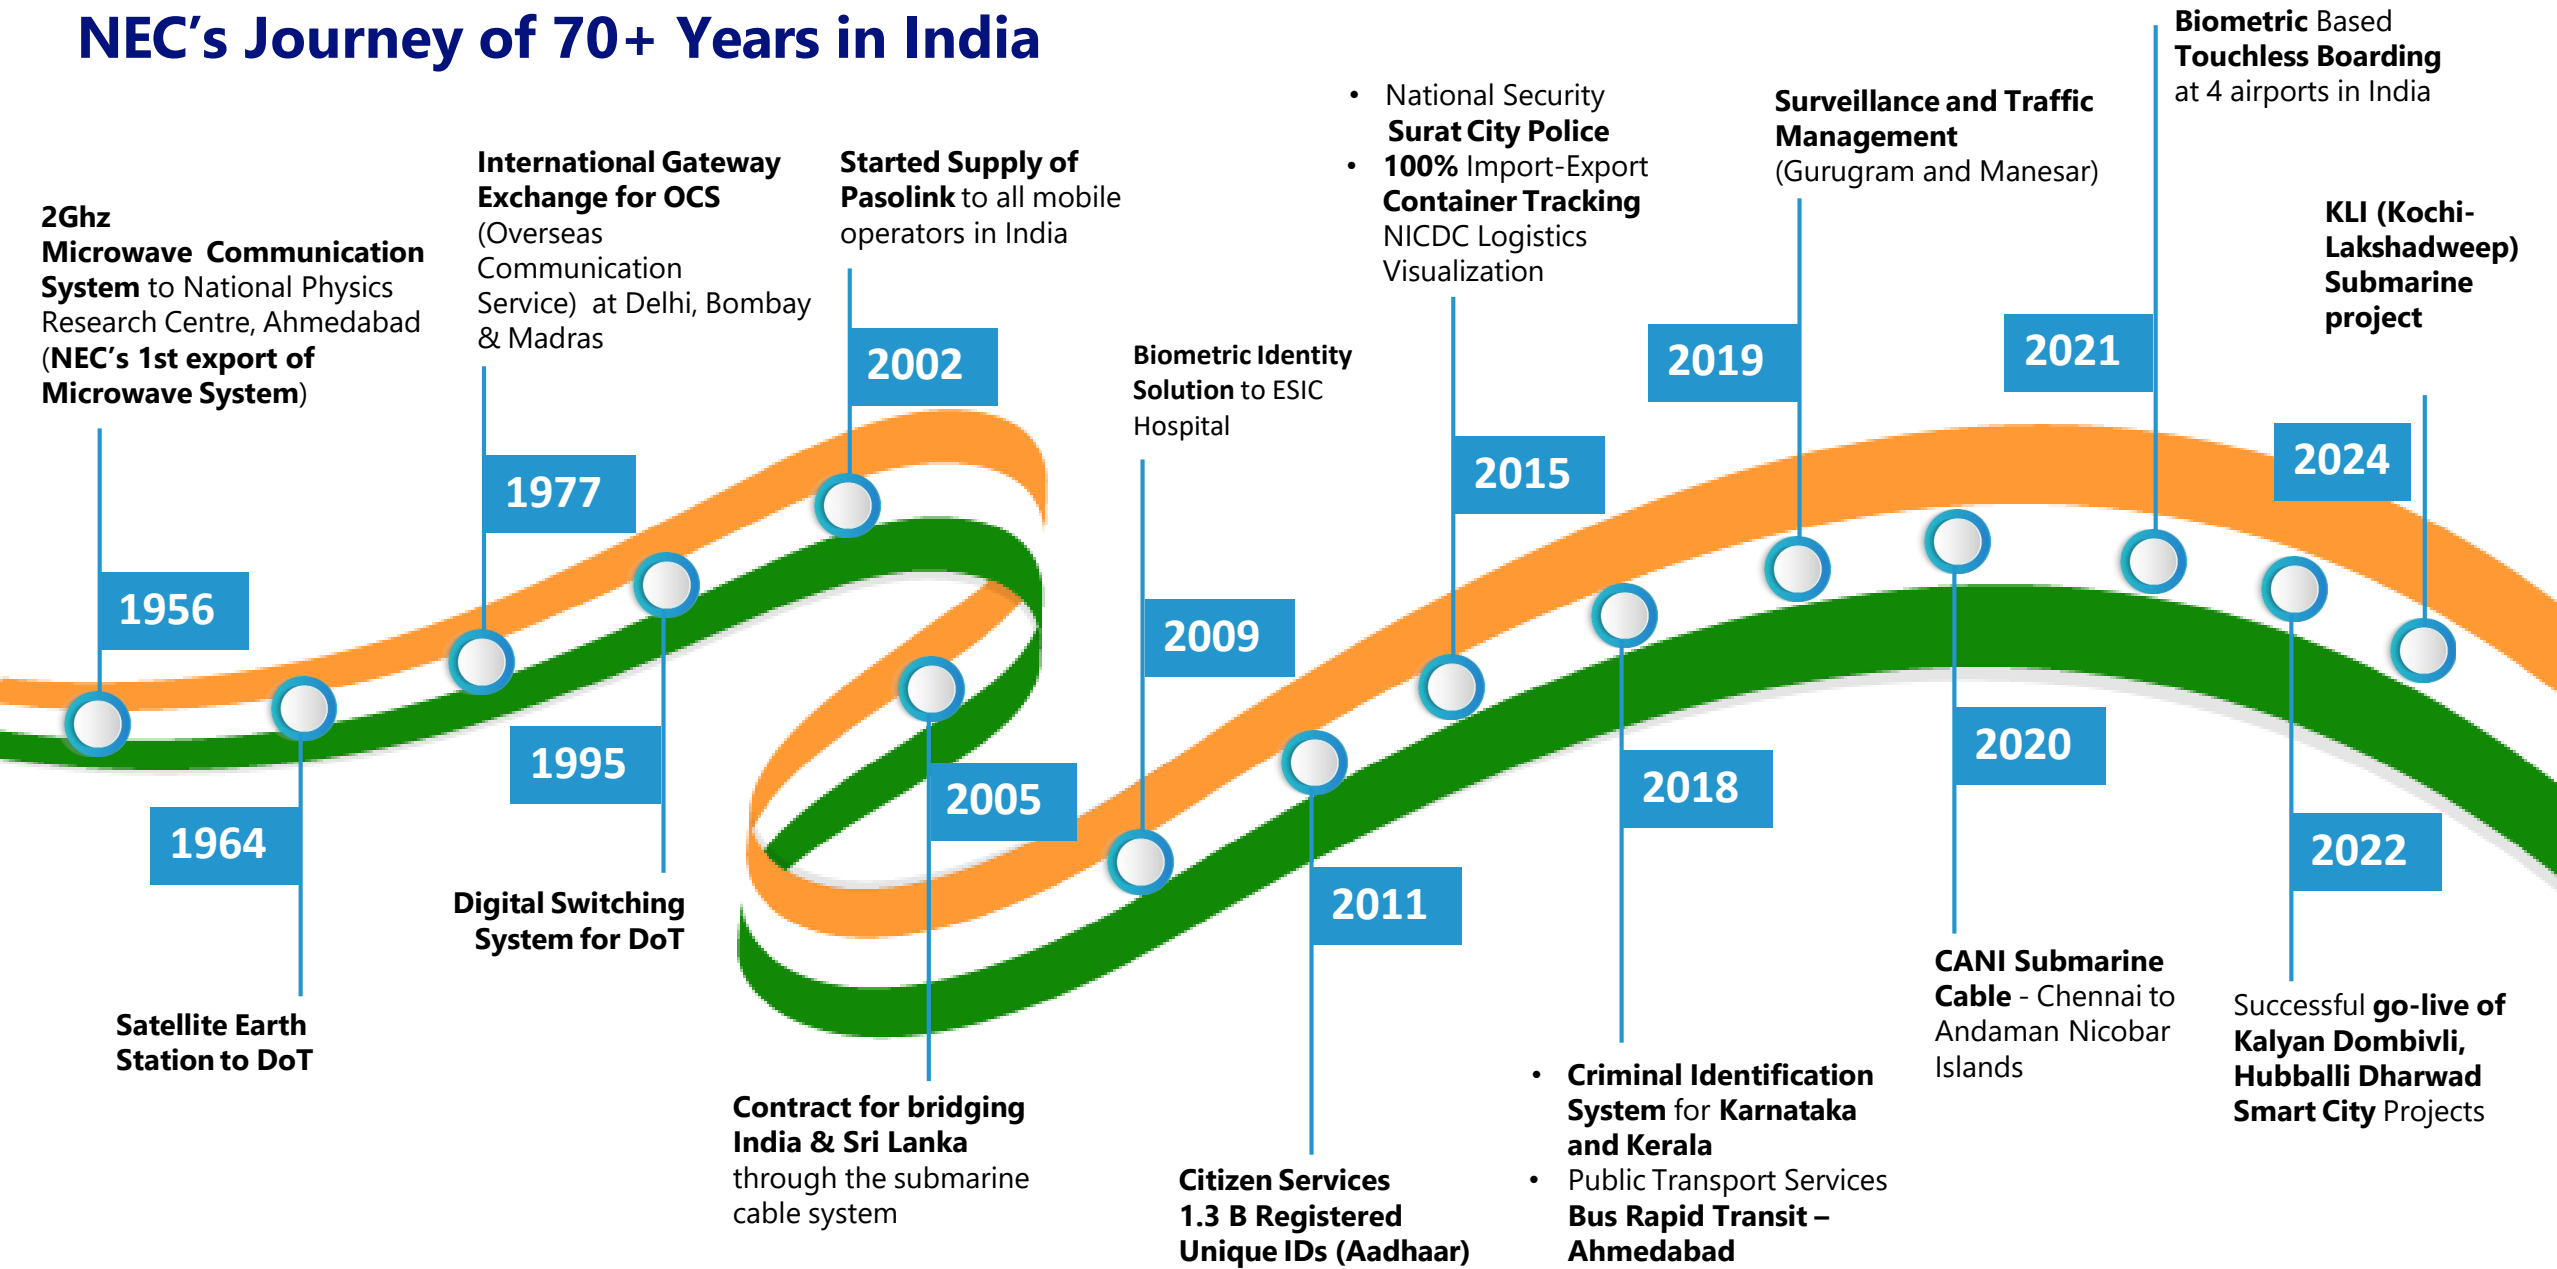 NEC’s Journey of 70+ Years in India
2Ghz
Microwave Communication
System to National Physics
Research Centre, Ahmedabad
(NEC’s 1st export of
Microwave System)
1956
1964
Satellite Earth
Station to DoT
International Gateway
Exchange for OCS
(Overseas
Communication
Service) at Delhi, Bombay
& Madras
1977
1995
Digital Switching
System for DoT
Started Supply of
Pasolink to all mobile
operators in India
2002
2005
Contract for bridging
India & Sri Lanka
through the submarine
cable system
Biometric Identity
Solution to ESIC
Hospital
2009
2011
Citizen Services
1.3 B Registered
Unique IDs (Aadhaar)
• National Security
Surat City Police
• 100% Import-Export
Container Tracking
NICDC Logistics
Visualization
2015
2018
• Criminal Identification
System for Karnataka
and Kerala
• Public Transport Services
Bus Rapid Transit –
Ahmedabad
Surveillance and Traffic
Management
(Gurugram and Manesar)
2019
2020
CANI Submarine
Cable - Chennai to
Andaman Nicobar
Islands
Biometric Based
Touchless Boarding
at 4 airports in India
2021
2022
Successful go-live of
Kalyan Dombivli,
Hubballi Dharwad
Smart City Projects
KLI (Kochi-
Lakshadweep)
Submarine
project
2024